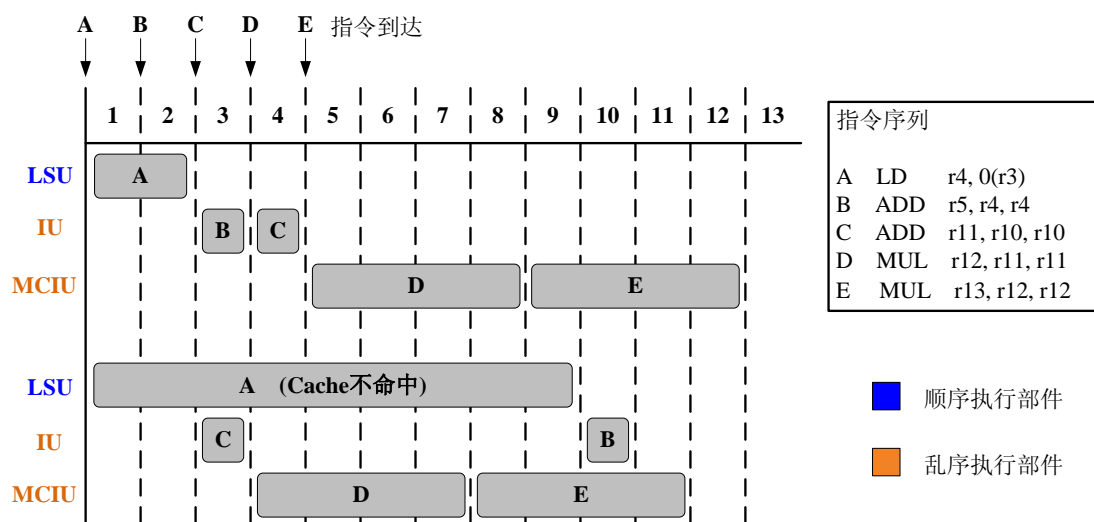 A B C D E 指令到达
1 2 3 4 5 6 7 8 9 10 11 12 13
LSU A
IU B C
MCIU D E
LSU A (Cache不命中)
IU C B
MCIU D E
指令序列
A LD r4, 0(r3)
B ADD r5, r4, r4
C ADD r11, r10, r10
D MUL r12, r11, r11
E MUL r13, r12, r12
顺序执行部件
乱序执行部件